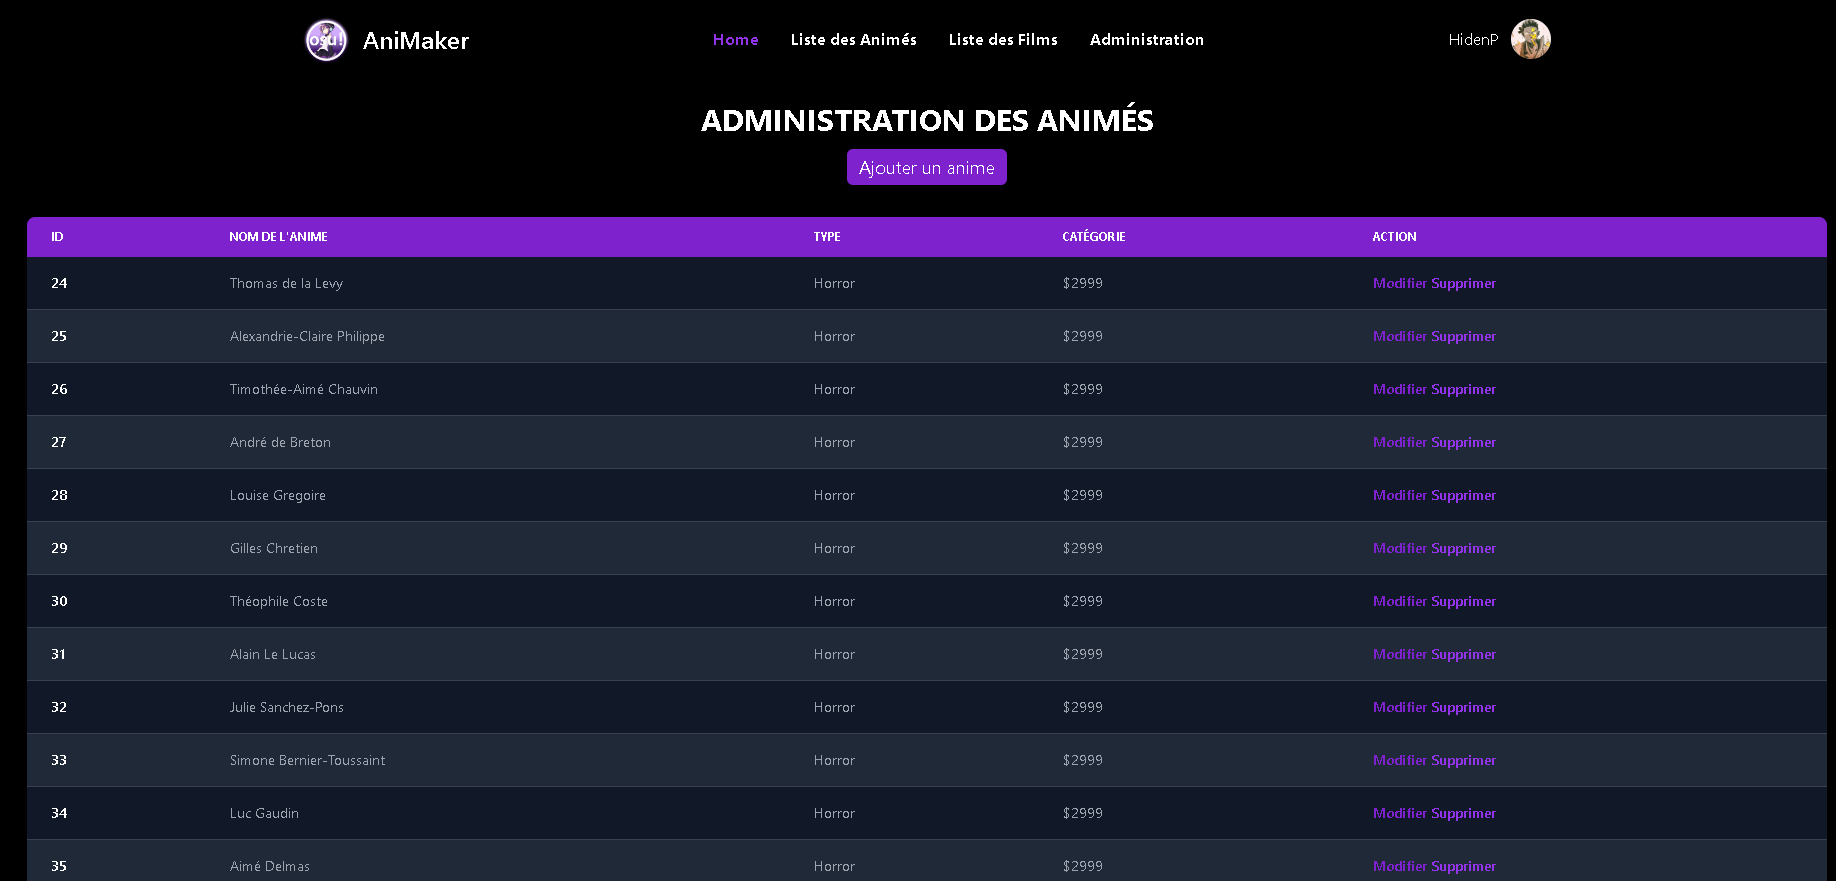 osu!
AniMaker
Home Liste des Animés Liste des Films Administration
HidenP
ADMINISTRATION DES ANIMÉS
Ajouter un anime
ID NOM DE L'ANIME TYPE CATÉGORIE ACTION
24 Thomas de la Levy Horror $2999 Modifier Supprimer
25 Alexandrie-Claire Philippe Horror $2999 Modifier Supprimer
26 Timothée-Aimé Chauvin Horror $2999 Modifier Supprimer
27 André de Breton Horror $2999 Modifier Supprimer
28 Louise Gregoire Horror $2999 Modifier Supprimer
29 Gilles Chretien Horror $2999 Modifier Supprimer
30 Théophile Coste Horror $2999 Modifier Supprimer
31 Alain Le Lucas Horror $2999 Modifier Supprimer
32 Julie Sanchez-Pons Horror $2999 Modifier Supprimer
33 Simone Bernier-Toussaint Horror $2999 Modifier Supprimer
34 Luc Gaudin Horror $2999 Modifier Supprimer
35 Aimé Delmas Horror $2999 Modifier Supprimer